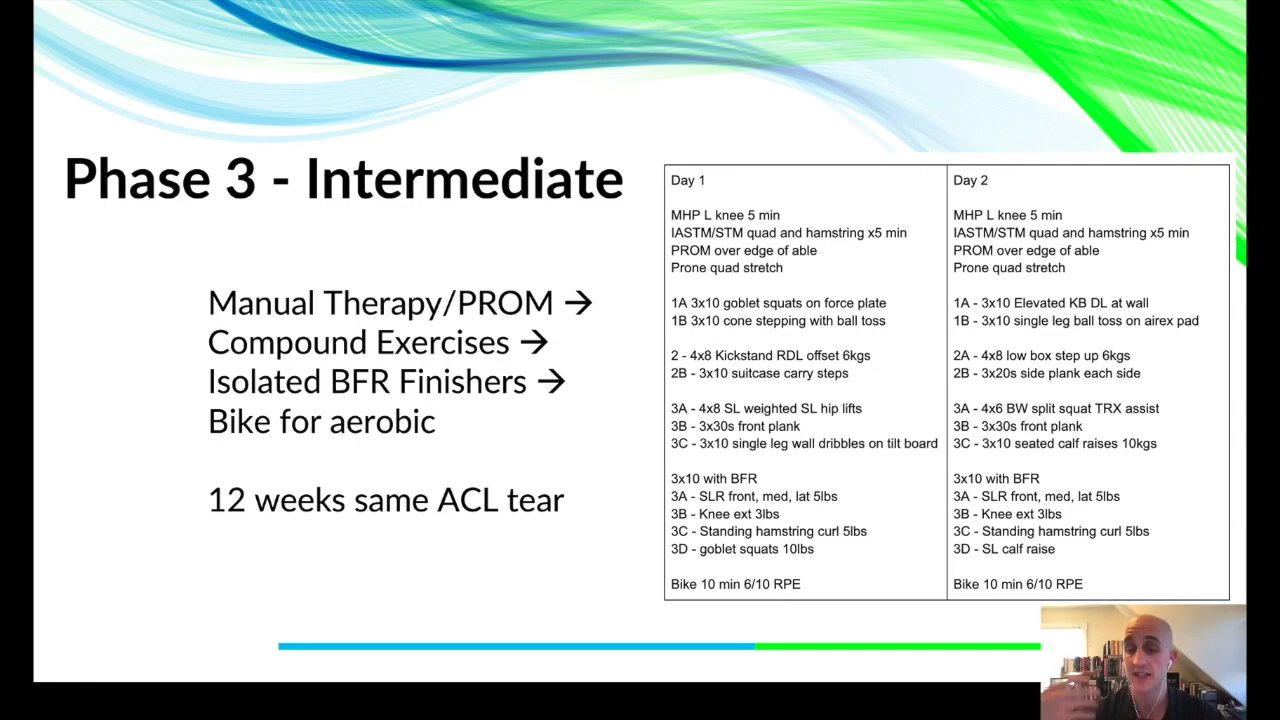 Phase 3 - Intermediate
Manual Therapy/PROM →
Compound Exercises →
Isolated BFR Finishers →
Bike for aerobic
12 weeks same ACL tear
Day 1
MHP L knee 5 min
IASTM/STM quad and hamstring x5 min
PROM over edge of able
Prone quad stretch
1A 3x10 goblet squats on force plate
1B 3x10 cone stepping with ball toss
2 - 4x8 Kickstand RDL offset 6kgs
2B - 3x10 suitcase carry steps
3A - 4x8 SL weighted SL hip lifts
3B - 3x30s front plank
3C - 3x10 single leg wall dribbles on tilt board
3x10 with BFR
3A - SLR front, med, lat 5lbs
3B - Knee ext 3lbs
3C - Standing hamstring curl 5lbs
3D - goblet squats 10lbs
Bike 10 min 6/10 RPE
Day 2
MHP L knee 5 min
IASTM/STM quad and hamstring x5 min
PROM over edge of able
Prone quad stretch
1A - 3x10 Elevated KB DL at wall
1B - 3x10 single leg ball toss on airex pad
2A - 4x8 low box step up 6kgs
2B - 3x20s side plank each side
3A - 4x6 BW split squat TRX assist
3B - 3x30s front plank
3C - 3x10 seated calf raises 10kgs
3x10 with BFR
3A - SLR front, med, lat 5lbs
3B - Knee ext 3lbs
3C - Standing hamstring curl 5lbs
3D - SL calf raise
Bike 10 min 6/10 RPE